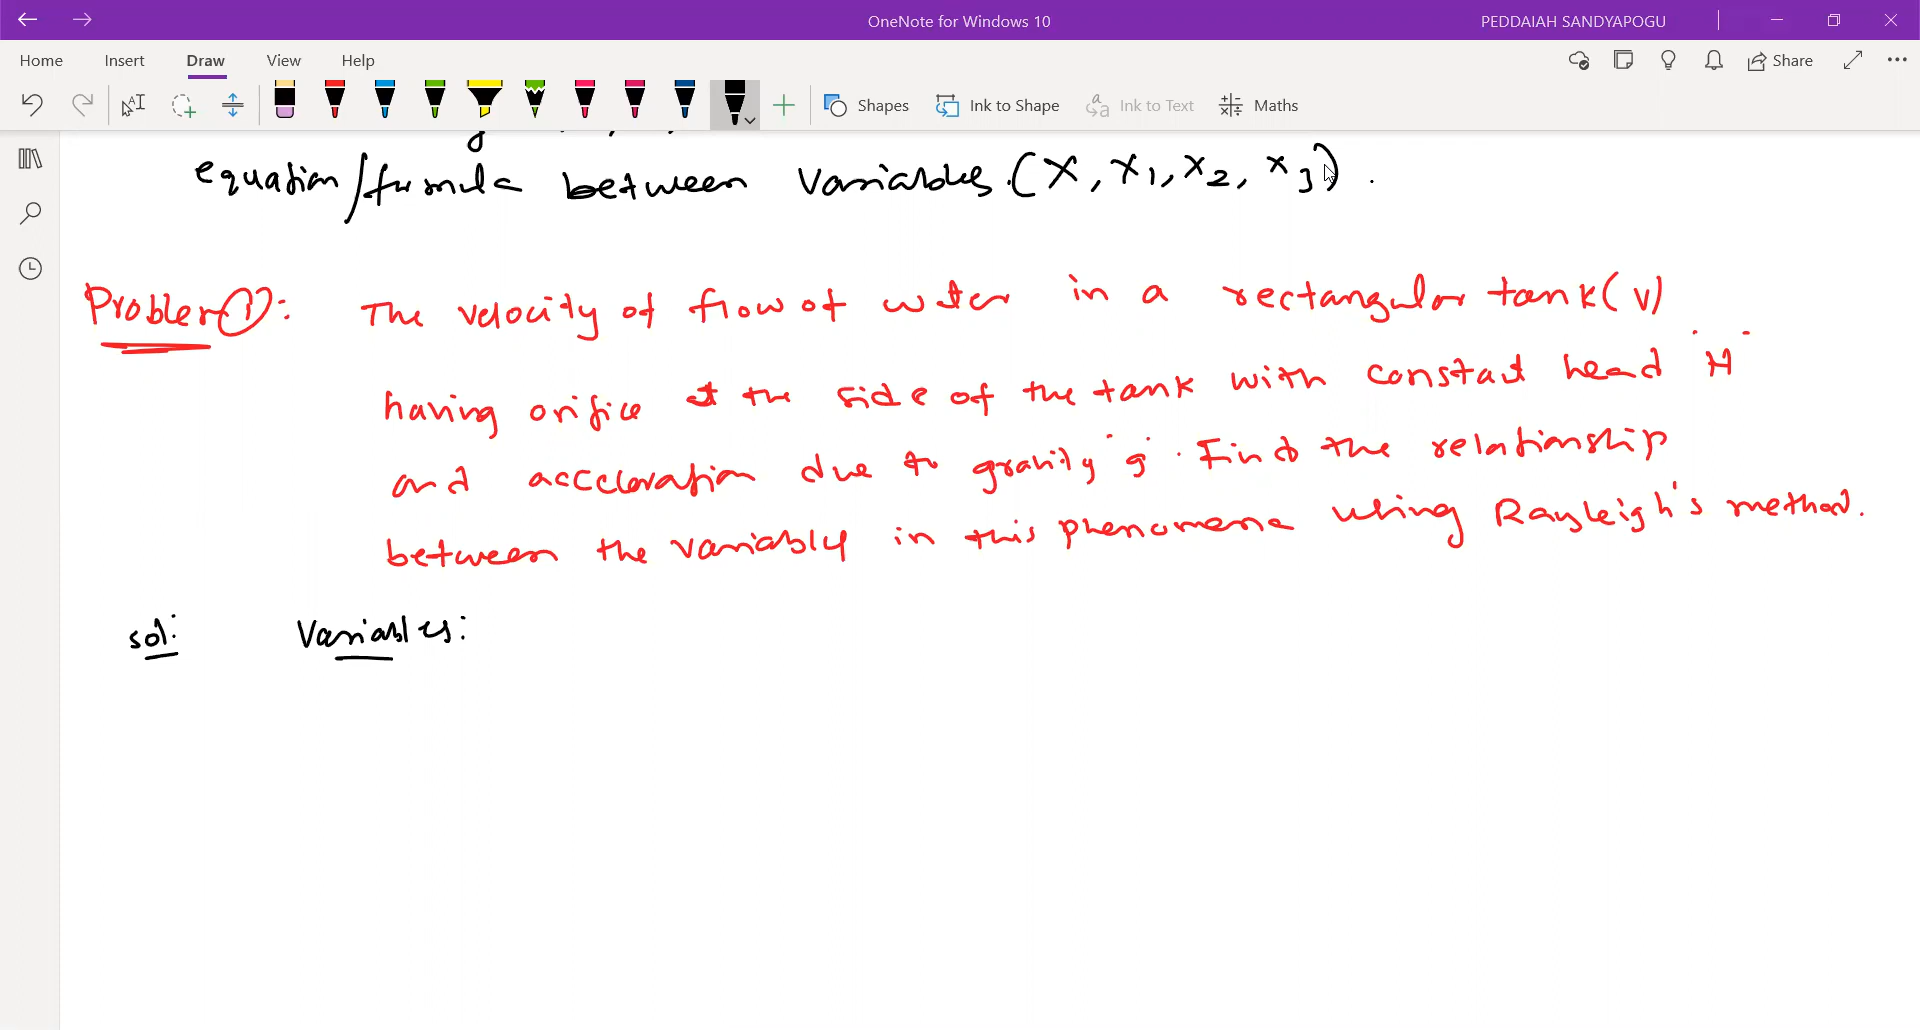 OneNote for Windows 10
PEDDAIAH SANDYAPOGU
Home Insert Draw View Help
Share
Shapes Ink to Shape Ink to Text Maths
equation/formula between variables.(X, X1, X2, X3).
Problem ①: The velocity of flow of water in a rectangular tank(V)
having orifice at the side of the tank with constant head "H"
and acceleration due to gravity 'g'. Find the relationship
between the variables in this phenomena using Rayleigh's method.
sol: Variables: